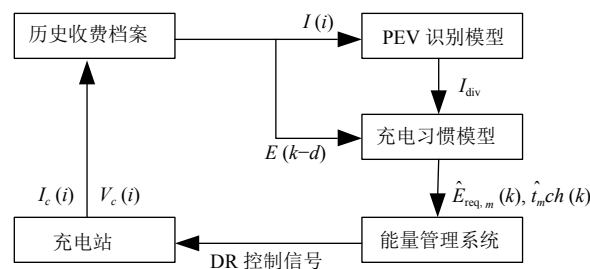 历史收费档案
I (i)
PEV 识别模型
I_div
充电习惯模型
E (k−d)
I_c (i) V_c (i)
Ê_req, m (k), t̂_m ch (k)
充电站
DR 控制信号
能量管理系统